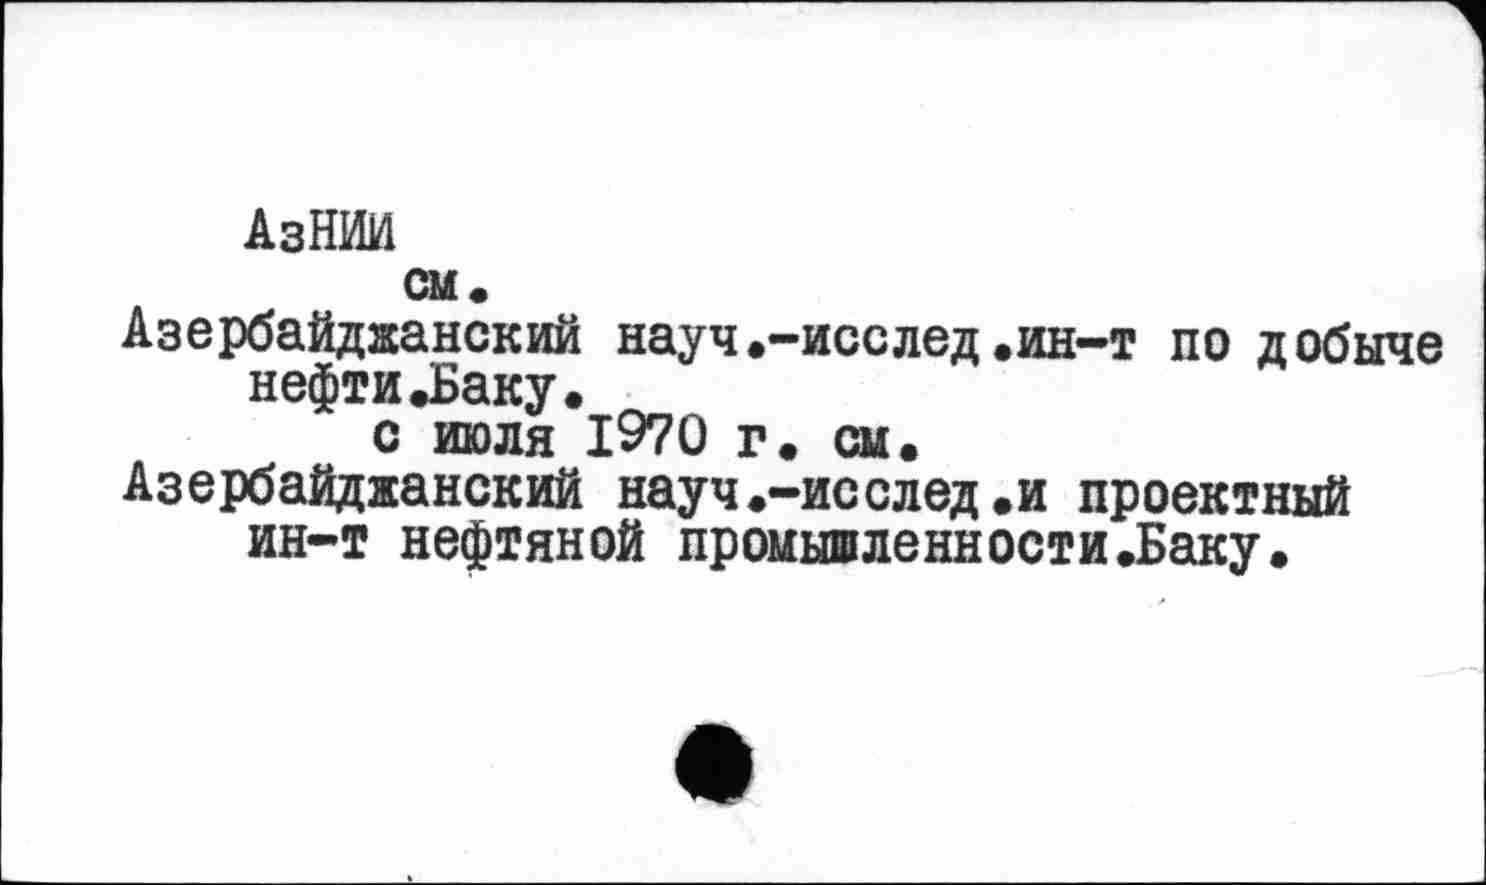 АзНИИ
см.
Азербайджанский науч.-исслед.ин-т по добыче
нефти.Баку.
с июля 1970 г. см.
Азербайджанский науч.-исслед.и проектный
ин-т нефтяной промышленности.Баку.